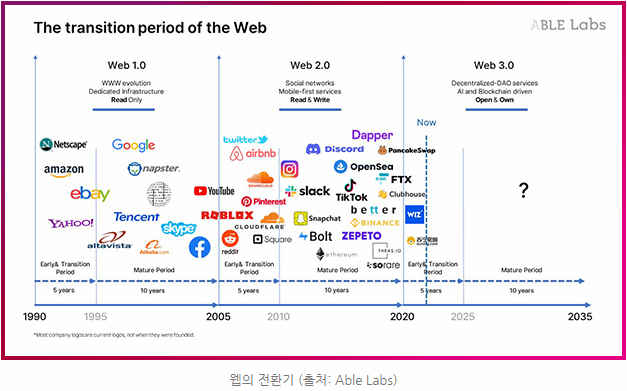 The transition period of the Web
ABLE Labs
Web 1.0
WWW evolution
Dedicated Infrastructure
Read Only
Web 2.0
Social networks
Mobile-first services
Read & Write
Web 3.0
Decentralized-DAO services
AI and Blockchain driven
Open & Own
Now
Netscape
Google
amazon
napster.
ebay
YAHOO!
Tencent
altavista
Alibaba.com
skype
YouTube
ROBLOX
twitter
airbnb
SOUNDCLOUD
Pinterest
CLOUDFLARE
reddit
Square
Dapper
Discord
PancakeSwap
OpenSea
slack
TikTok
FTX
Clubhouse
Snapchat
better
BINANCE
WIZ
Bolt
ZEPETO
ethereum
THRAS.IO
sorare
?
Early& Transition
Period
Mature Period
Early& Transition
Period
Mature Period
Early& Transition
Period
Mature Period
5 years
10 years
5 years
10 years
5 years
10 years
1990
1995
2005
2010
2020
2025
2035
*Most company logos are current logos, not when they were founded.
웹의 전환기 (출처: Able Labs)